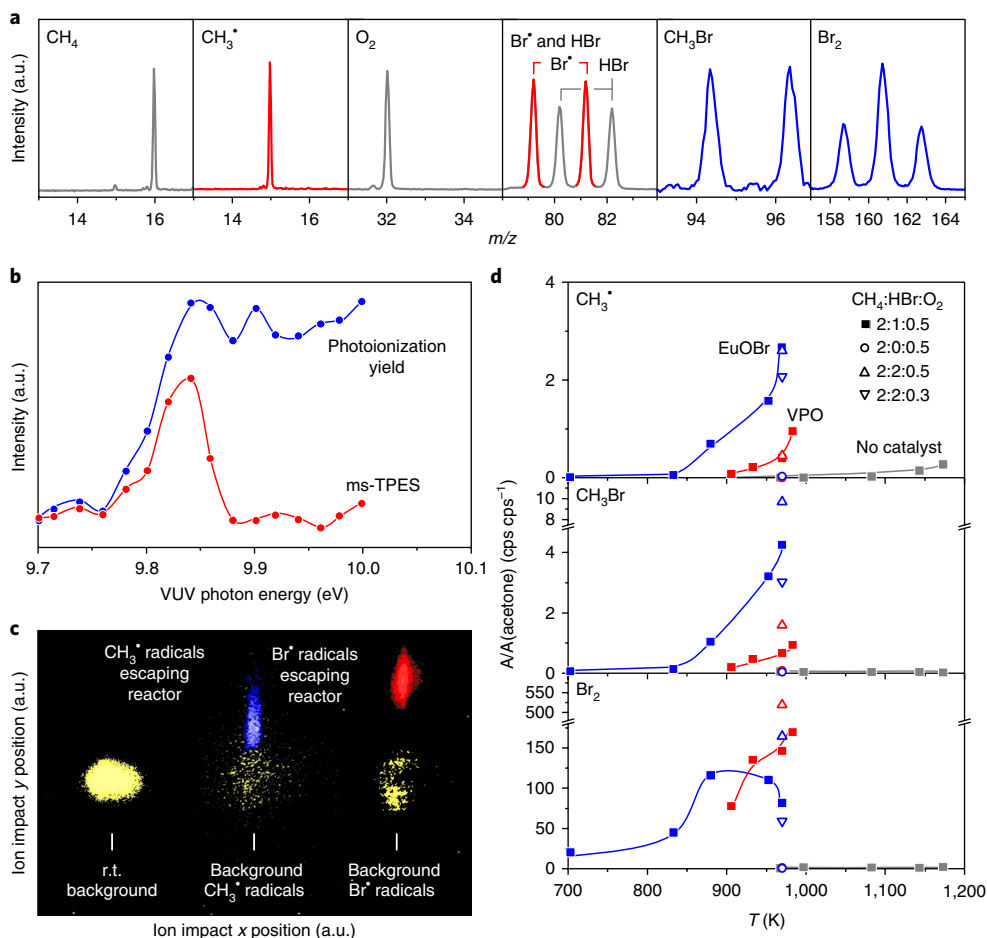 a
CH4
CH3•
O2
Br• and HBr
Br•
HBr
CH3Br
Br2
Intensity (a.u.)
14 16 14 16 32 34 80 82 94 96 158 160 162 164
m/z
b
Intensity (a.u.)
Photoionization
yield
ms-TPES
9.7 9.8 9.9 10.0 10.1
VUV photon energy (eV)
c
CH3• radicals
escaping
reactor
Br• radicals
escaping
reactor
Ion impact y position (a.u.)
r.t.
background
Background
CH3• radicals
Background
Br• radicals
Ion impact x position (a.u.)
d
CH3•
CH4:HBr:O2
2:1:0.5
2:0:0.5
2:2:0.5
2:2:0.3
EuOBr
VPO
No catalyst
4
2
0
CH3Br
10
8
4
2
0
A/A(acetone) (cps cps−1)
Br2
575
550
525
500
150
100
50
0
700 800 900 1,000 1,100 1,200
T (K)